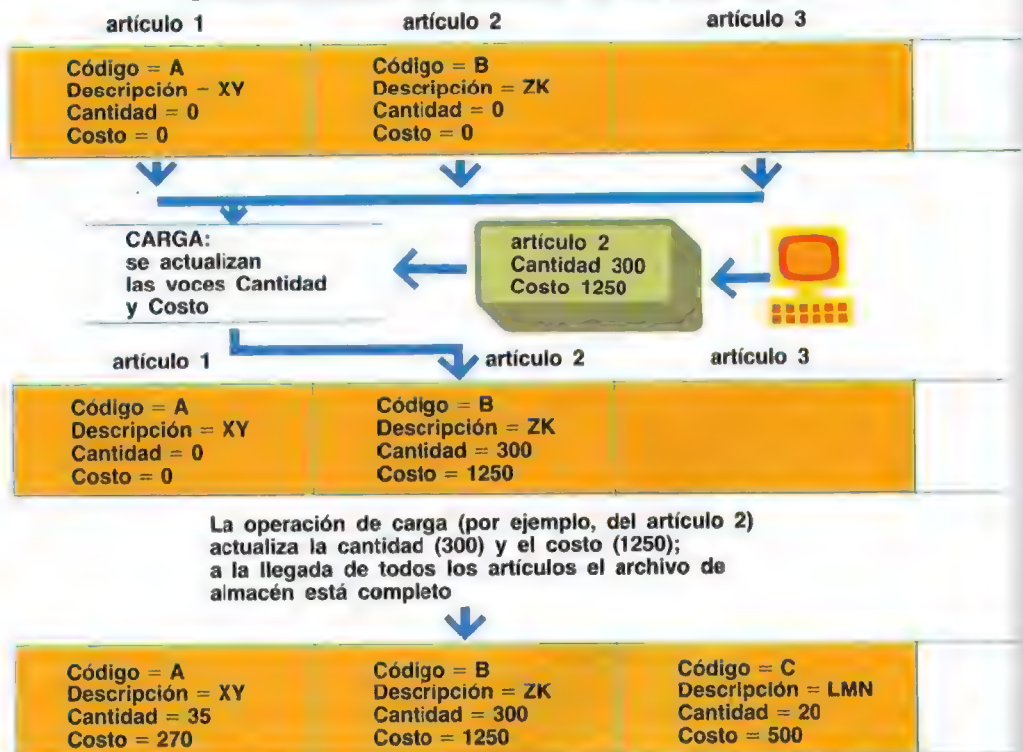 artículo 1 artículo 2 artículo 3
Código = A
Descripción – XY
Cantidad = 0
Costo = 0
Código = B
Descripción = ZK
Cantidad = 0
Costo = 0
CARGA:
se actualizan
las voces Cantidad
y Costo
artículo 2
Cantidad 300
Costo 1250
artículo 1 artículo 2 artículo 3
Código = A
Descripción = XY
Cantidad = 0
Costo = 0
Código = B
Descripción = ZK
Cantidad = 300
Costo = 1250
La operación de carga (por ejemplo, del artículo 2)
actualiza la cantidad (300) y el costo (1250);
a la llegada de todos los artículos el archivo de
almacén está completo
Código = A
Descripción = XY
Cantidad = 35
Costo = 270
Código = B
Descripción = ZK
Cantidad = 300
Costo = 1250
Código = C
Descripción = LMN
Cantidad = 20
Costo = 500